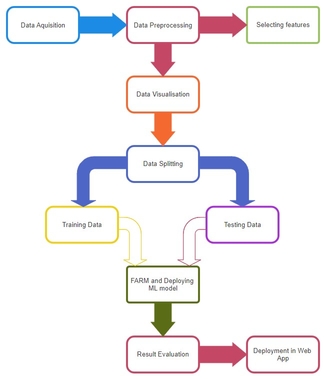 Data Aquisition
Data Preprocessing
Selecting features
Data Visualisation
Data Splitting
Training Data
Testing Data
FARM and Deploying
ML model
Result Evaluation
Deployment in Web
App